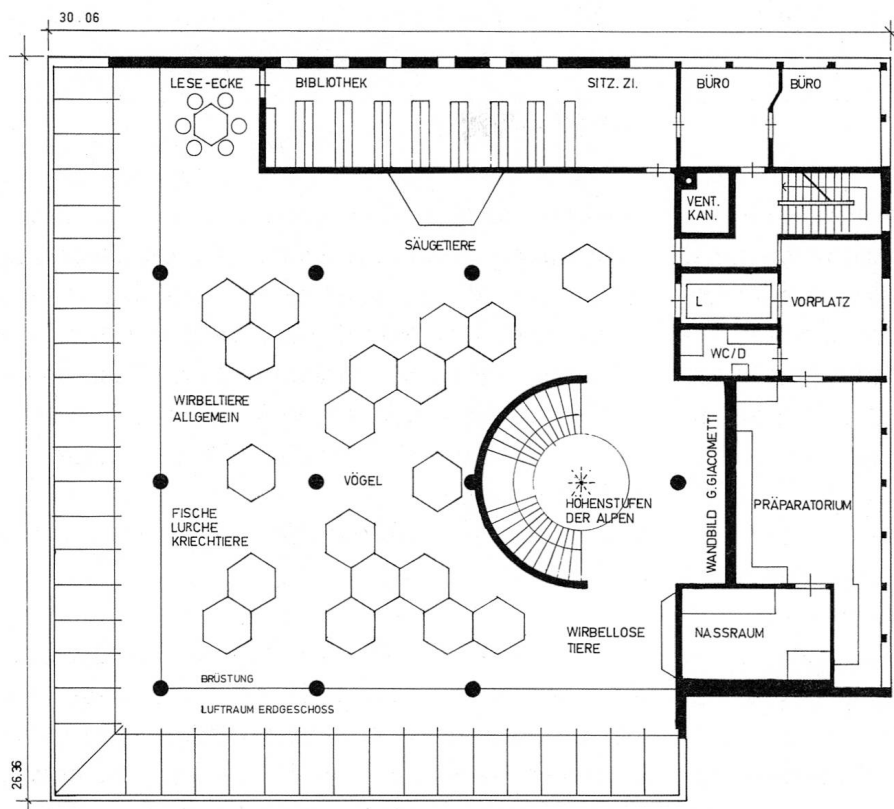 30.06
LESE-ECKE
BIBLIOTHEK
SITZ. ZI.
BÜRO
BÜRO
VENT.
KAN.
SÄUGETIERE
L
VORPLATZ
WC/D
WIRBELTIERE
ALLGEMEIN
VÖGEL
HÖHENSTUFEN
DER ALPEN
WANDBILD G. GIACOMETTI
PRÄPARATORIUM
FISCHE
LURCHE
KRIECHTIERE
WIRBELLOSE
TIERE
NASSRAUM
BRÜSTUNG
LUFTRAUM ERDGESCHOSS
26.36